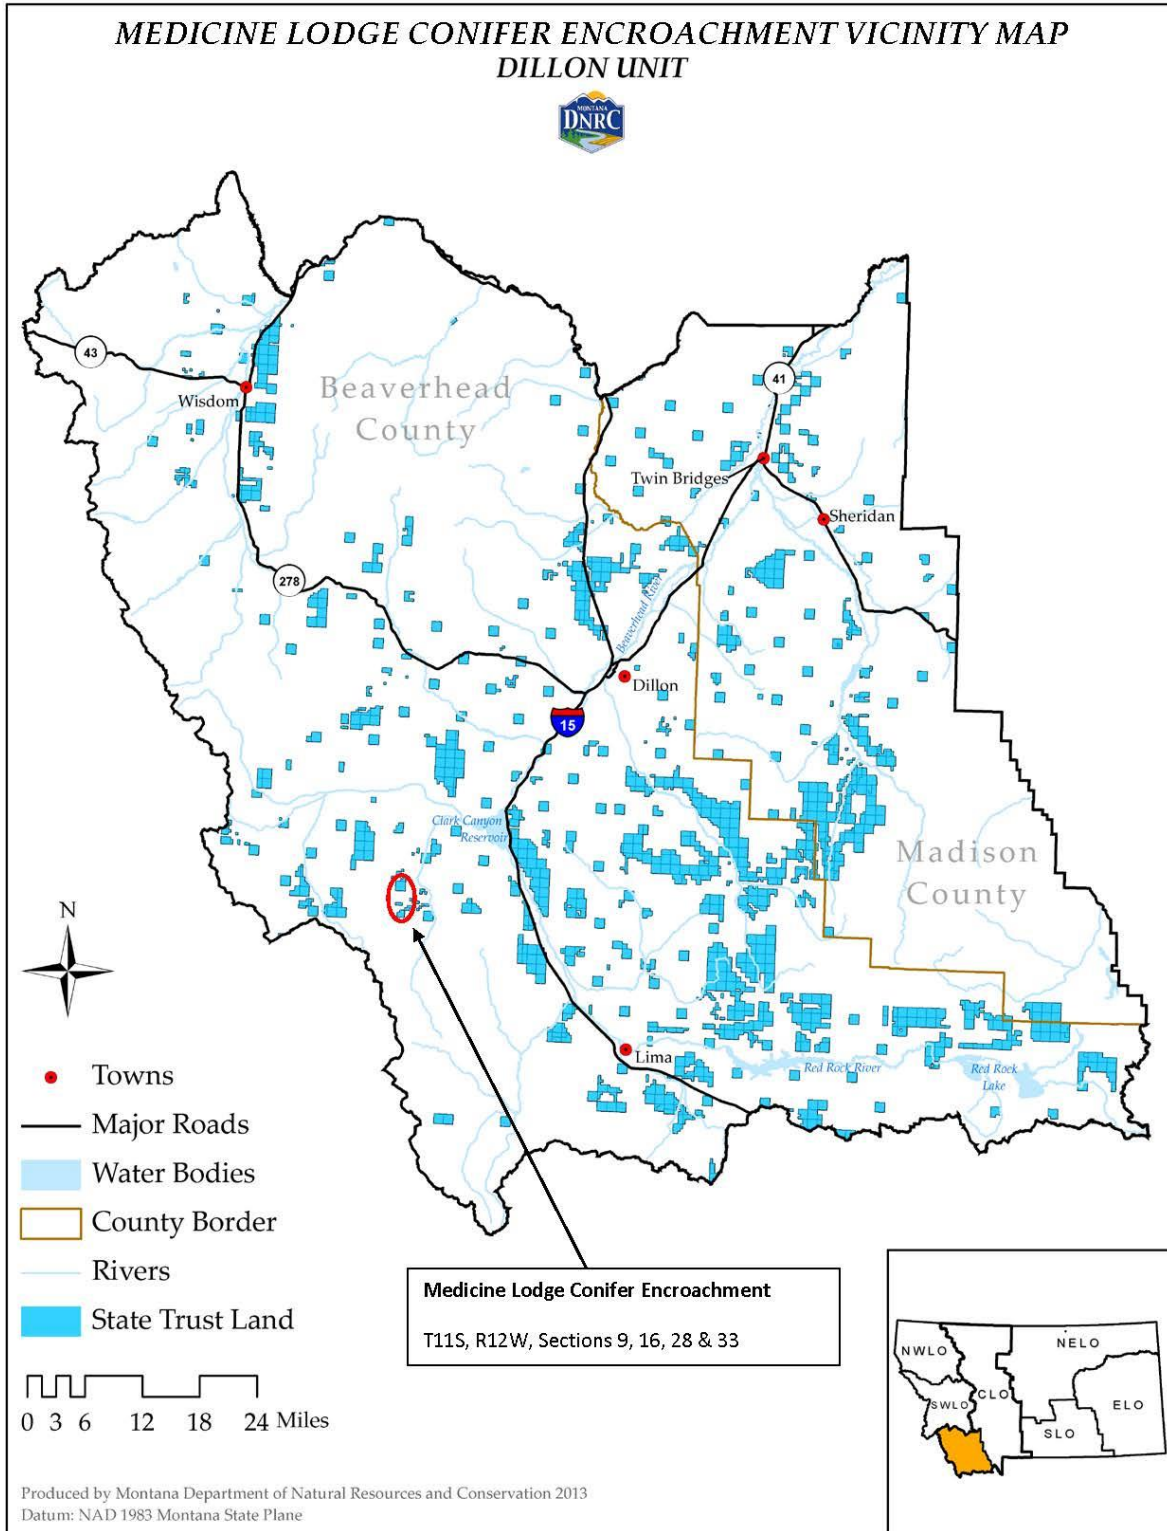 MEDICINE LODGE CONIFER ENCROACHMENT VICINITY MAP
DILLON UNIT
MONTANA
DNRC
43
Wisdom
Beaverhead
County
41
Twin Bridges
Sheridan
278
Beaverhead River
Dillon
15
Clark Canyon
Reservoir
Madison
County
N
Lima
Red Rock River
Red Rock
Lake
Towns
Major Roads
Water Bodies
County Border
Rivers
State Trust Land
0 3 6 12 18 24 Miles
Medicine Lodge Conifer Encroachment
T11S, R12W, Sections 9, 16, 28 & 33
NWLO
NELO
SWLO
CLO
ELO
SLO
Produced by Montana Department of Natural Resources and Conservation 2013
Datum: NAD 1983 Montana State Plane